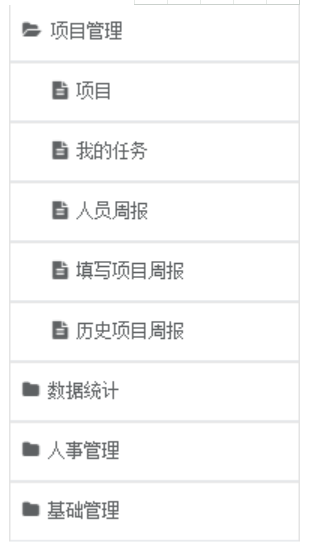 项目管理
项目
我的任务
人员周报
填写项目周报
历史项目周报
数据统计
人事管理
基础管理